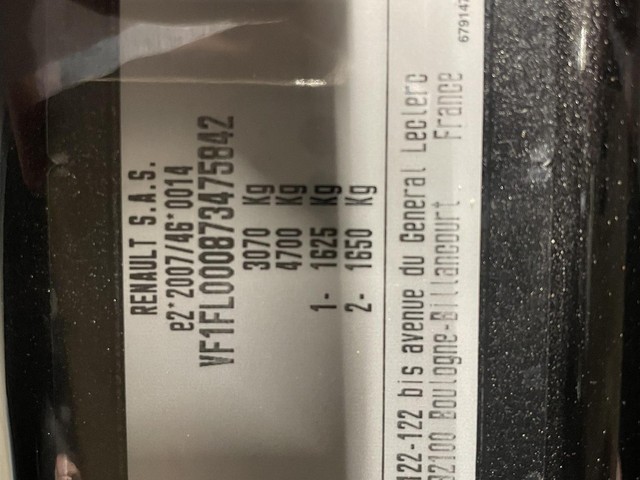 RENAULT S.A.S.
e2*2007/46*0014
VF1FL000873475842
3070 Kg
4700 Kg
1- 1625 Kg
2- 1650 Kg
122-122 bis avenue du General Leclerc
92100 Boulogne-Billancourt France